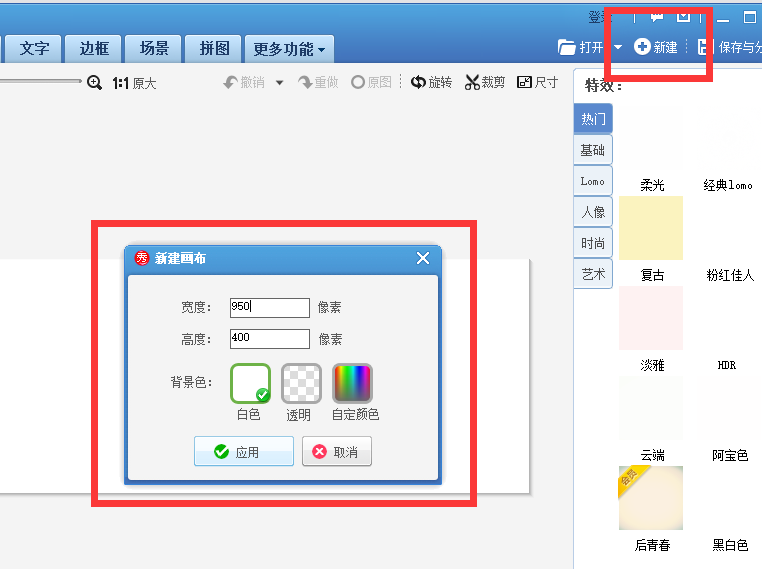 登录
文字 边框 场景 拼图 更多功能 打开 新建 保存与分
1:1 原大 撤销 重做 原图 旋转 裁剪 尺寸
特效：
热门
基础
Lomo
人像
时尚
艺术
柔光 经典lomo
复古 粉红佳人
淡雅 HDR
云端 阿宝色
会员
后青春 黑白色
秀 新建画布
宽度： 950 像素
高度： 400 像素
背景色：
白色 透明 自定颜色
应用 取消